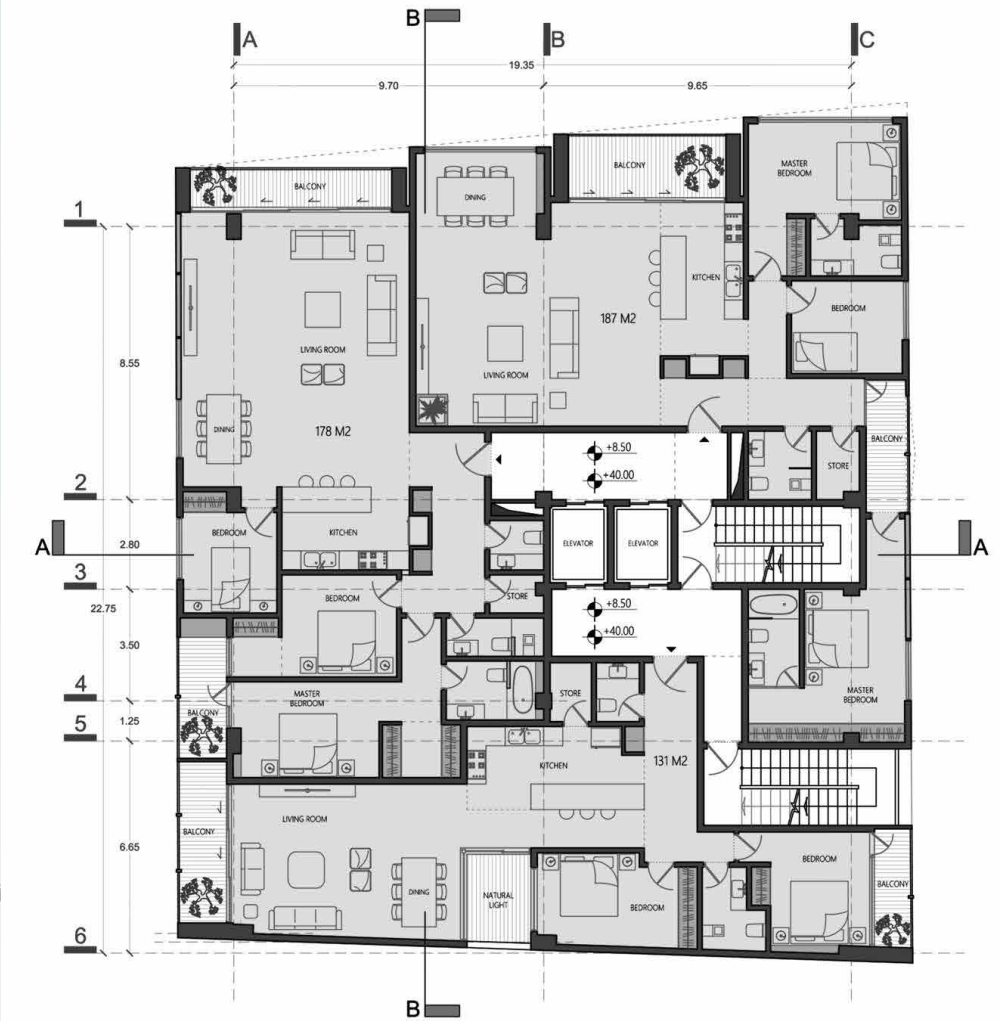 B
A
B
C
19.35
9.70
9.65
BALCONY
MASTER
BEDROOM
BALCONY
DINING
1
KITCHEN
BEDROOM
187 M2
LIVING ROOM
8.55
LIVING ROOM
DINING
178 M2
BALCONY
+8.50
STORE
+40.00
2
BEDROOM
KITCHEN
ELEVATOR
ELEVATOR
A
2.80
A
3
BEDROOM
STORE
22.75
+8.50
+40.00
3.50
4
MASTER
BEDROOM
STORE
MASTER
BEDROOM
BALCONY
1.25
5
KITCHEN
131 M2
LIVING ROOM
BALCONY
6.65
BEDROOM
DINING
NATURAL
LIGHT
BEDROOM
BALCONY
6
B